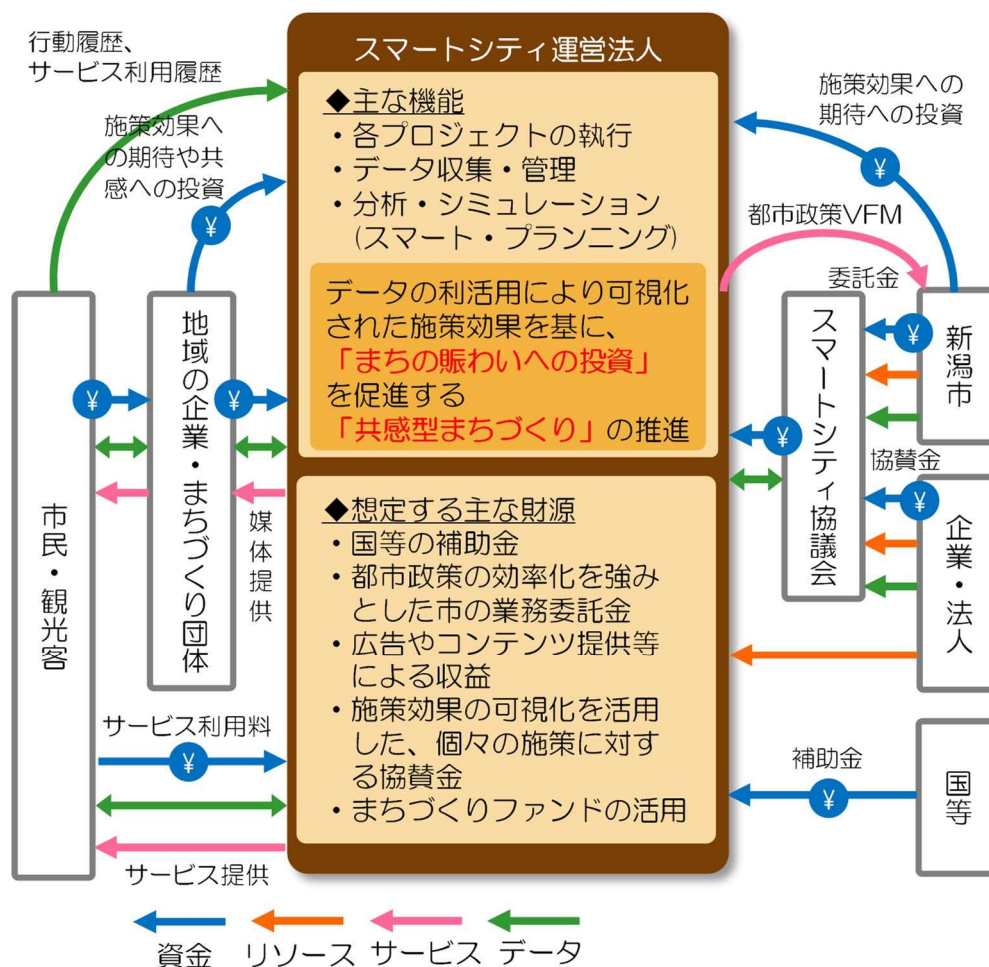 行動履歴、
サービス利用履歴
施策効果へ
の期待や共
感への投資
¥
スマートシティ運営法人
◆主な機能
・各プロジェクトの執行
・データ収集・管理
・分析・シミュレーション
(スマート・プランニング)
データの利活用により可視化
された施策効果を基に、
「まちの賑わいへの投資」
を促進する
「共感型まちづくり」の推進
◆想定する主な財源
・国等の補助金
・都市政策の効率化を強み
とした市の業務委託金
・広告やコンテンツ提供等
による収益
・施策効果の可視化を活用
した、個々の施策に対す
る協賛金
・まちづくりファンドの活用
施策効果への
期待への投資
¥
都市政策VFM
委託金
¥
新潟市
スマートシティ協議会
¥
協賛金
¥
企業・法人
補助金
¥
国等
市民・観光客
¥
地域の企業・まちづくり団体
¥
媒体提供
サービス利用料
¥
サービス提供
資金
リソース
サービス
データ